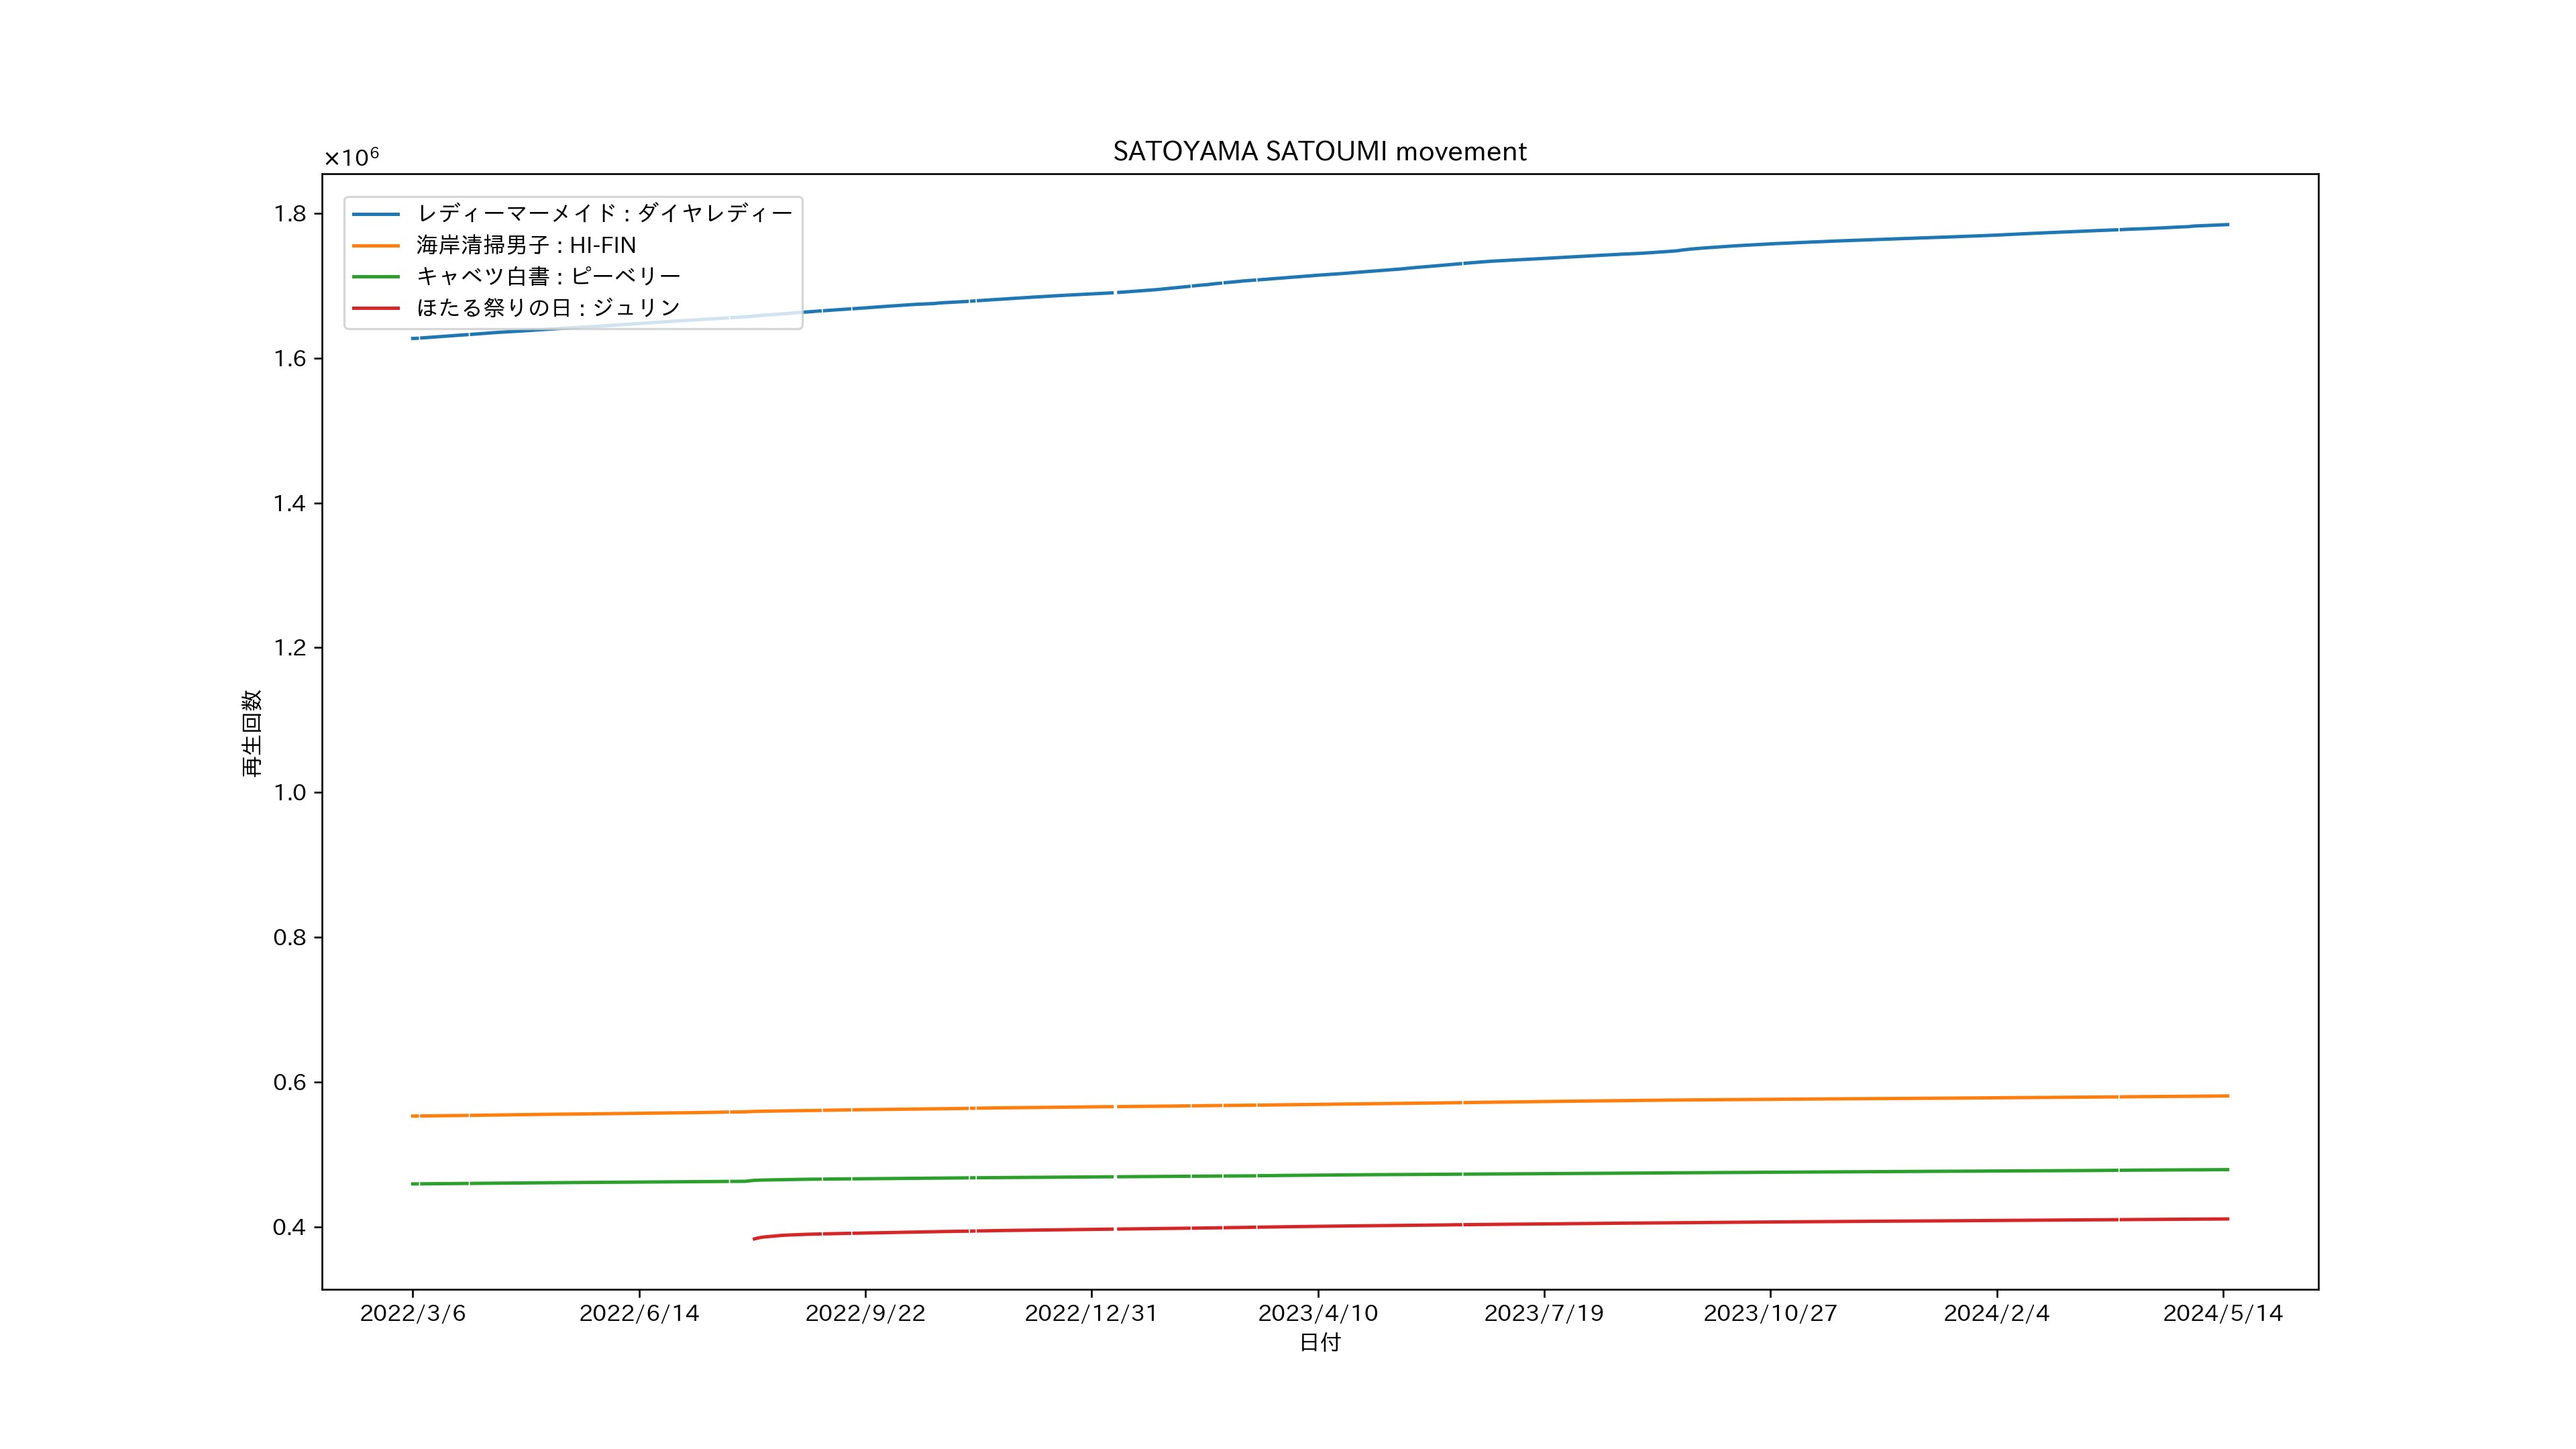 SATOYAMA SATOUMI movement
×10⁶
レディーマーメイド : ダイヤレディー
海岸清掃男子 : HI-FIN
キャベツ白書 : ピーベリー
ほたる祭りの日 : ジュリン
1.8
1.6
1.4
1.2
1.0
0.8
0.6
0.4
再生回数
2022/3/6 2022/6/14 2022/9/22 2022/12/31 2023/4/10 2023/7/19 2023/10/27 2024/2/4 2024/5/14
日付